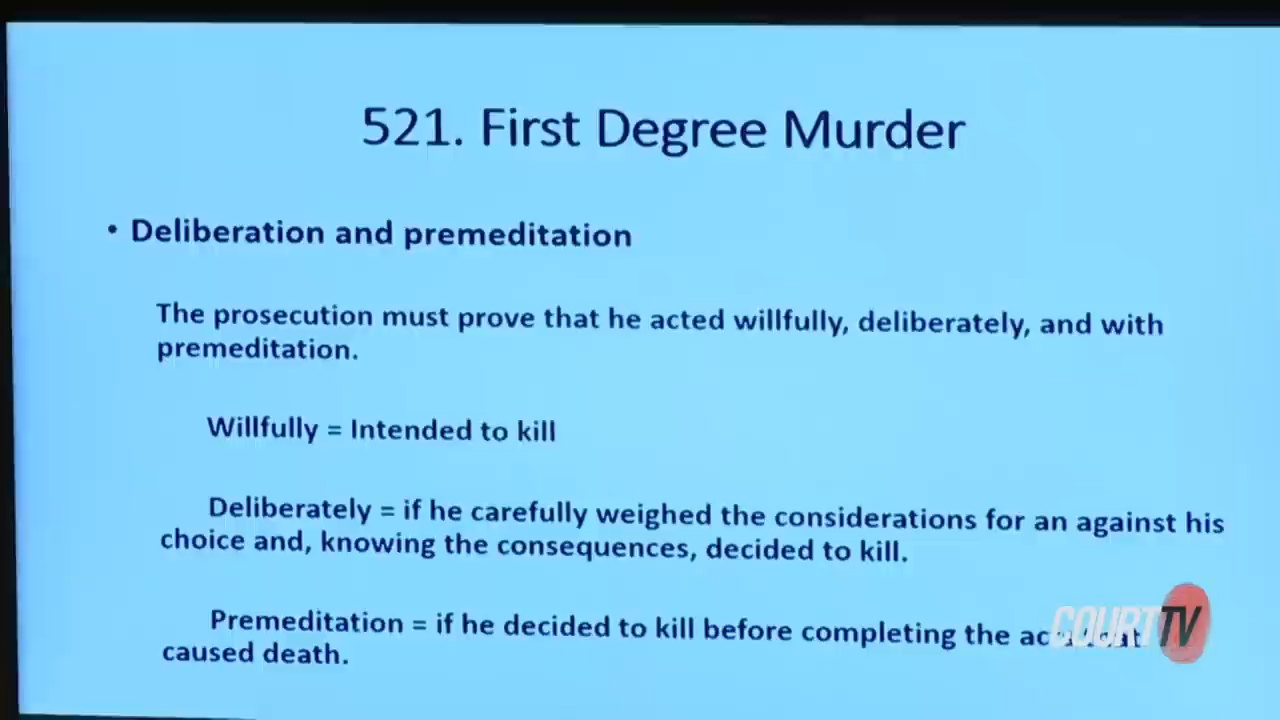 521. First Degree Murder
• Deliberation and premeditation
The prosecution must prove that he acted willfully, deliberately, and with
premeditation.
Willfully = Intended to kill
Deliberately = if he carefully weighed the considerations for an against his
choice and, knowing the consequences, decided to kill.
Premeditation = if he decided to kill before completing the
caused death.
COURT TV